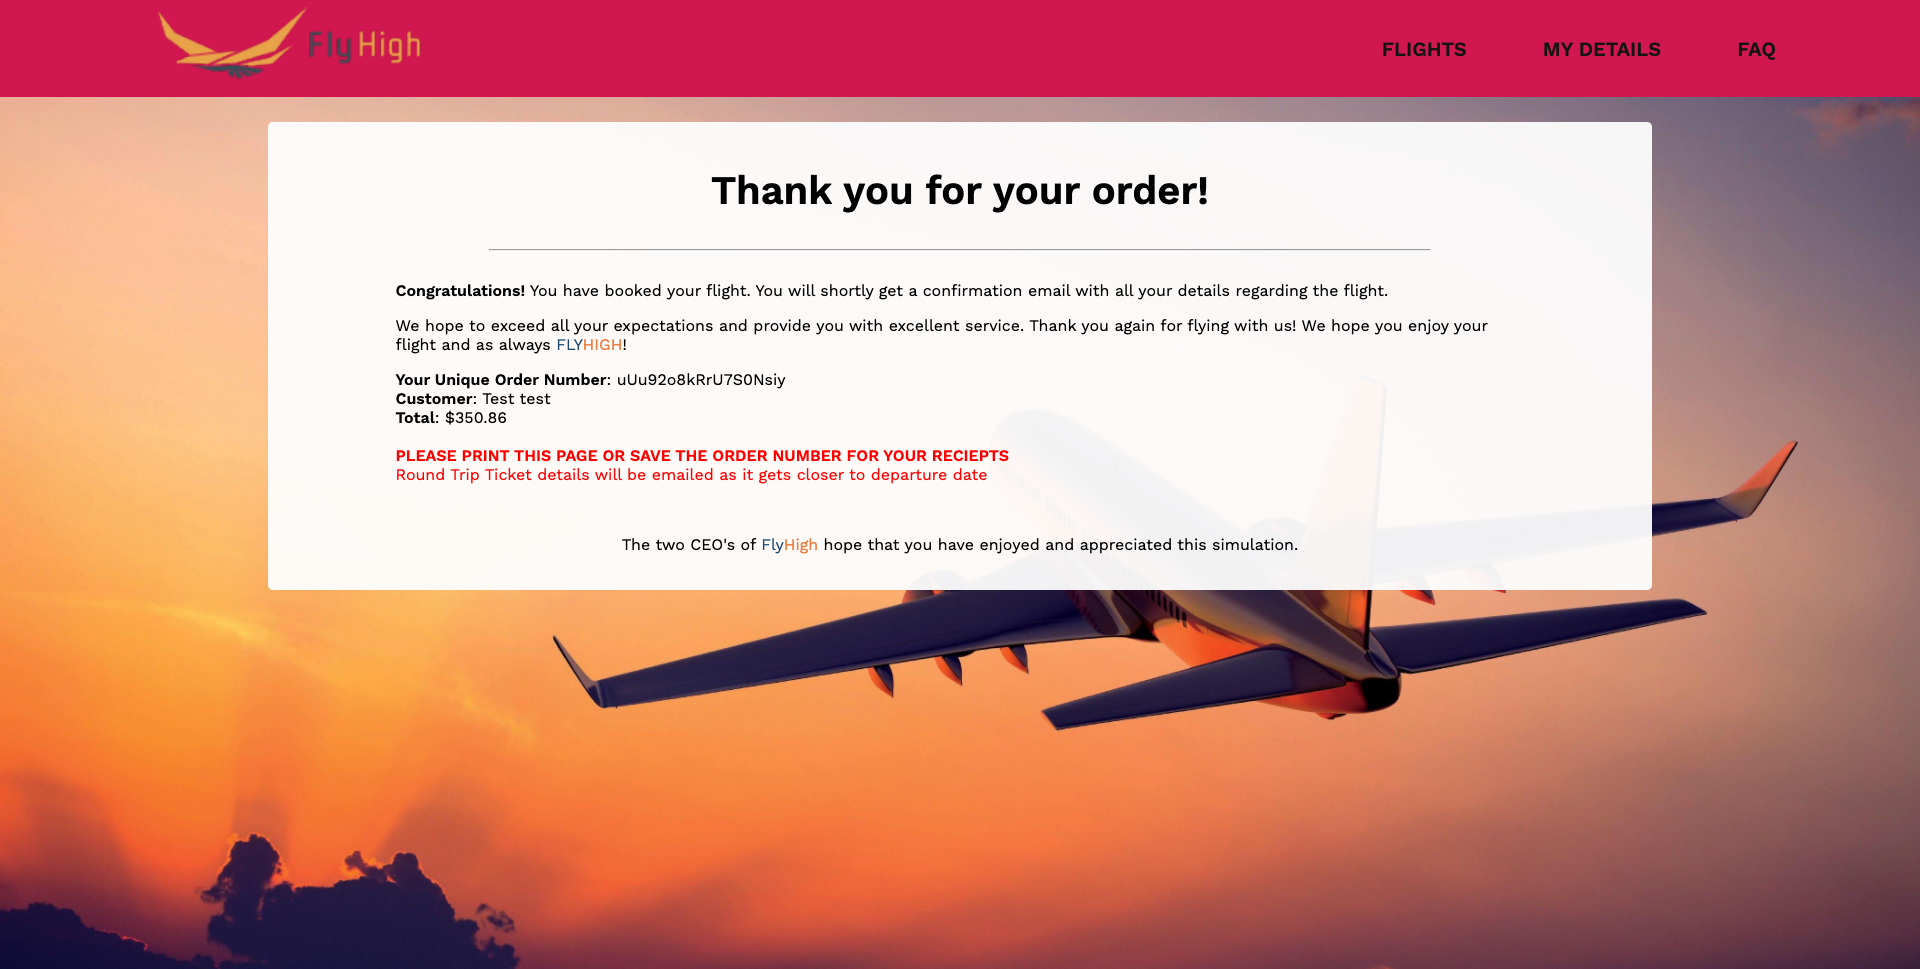 FlyHigh
FLIGHTS
MY DETAILS
FAQ
Thank you for your order!
Congratulations! You have booked your flight. You will shortly get a confirmation email with all your details regarding the flight.
We hope to exceed all your expectations and provide you with excellent service. Thank you again for flying with us! We hope you enjoy your
flight and as always FLYHIGH!
Your Unique Order Number: uUu92o8kRrU7S0Nsiy
Customer: Test test
Total: $350.86
PLEASE PRINT THIS PAGE OR SAVE THE ORDER NUMBER FOR YOUR RECIEPTS
Round Trip Ticket details will be emailed as it gets closer to departure date
The two CEO's of FlyHigh hope that you have enjoyed and appreciated this simulation.